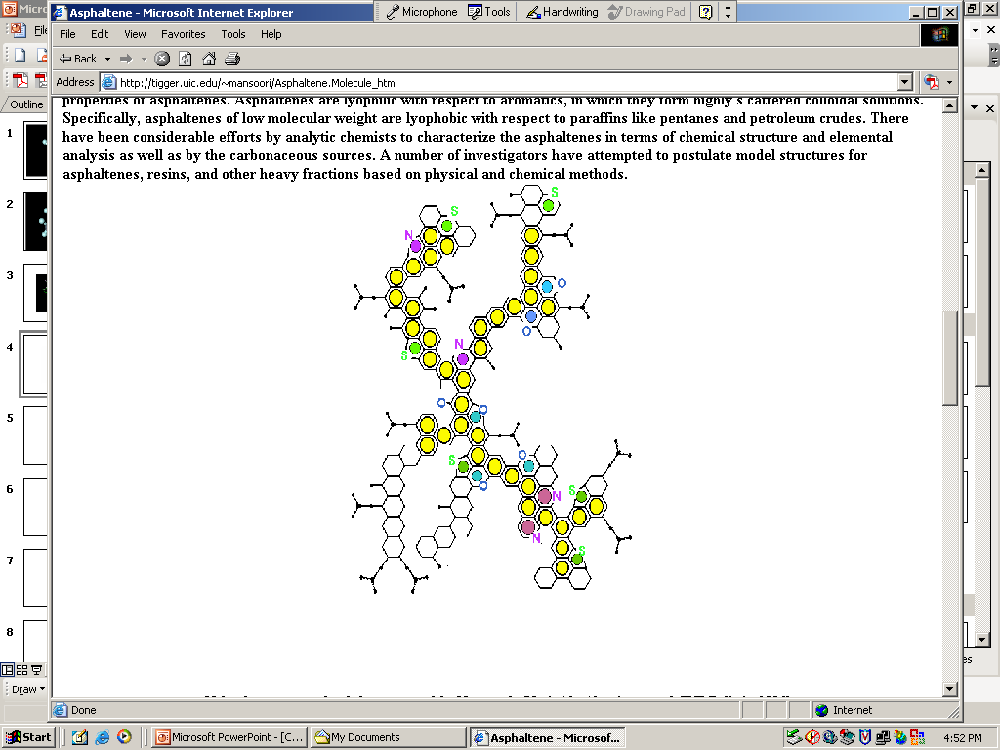 Micro
Asphaltene - Microsoft Internet Explorer
Microphone Tools Handwriting Drawing Pad
File
File Edit View Favorites Tools Help
Back
Address http://tigger.uic.edu/~mansoori/Asphaltene.Molecule_html
Outline
properties of asphaltenes. Asphaltenes are lyophilic with respect to aromatics, in which they form highly s cattered colloidal solutions.
Specifically, asphaltenes of low molecular weight are lyophobic with respect to paraffins like pentanes and petroleum crudes. There
have been considerable efforts by analytic chemists to characterize the asphaltenes in terms of chemical structure and elemental
analysis as well as by the carbonaceous sources. A number of investigators have attempted to postulate model structures for
asphaltenes, resins, and other heavy fractions based on physical and chemical methods.
1
2
3
4
5
6
7
8
S
S
N
O
O
S
N
O
O
S
O
O
S
N
N
S
es
Draw
Done
Internet
Start
Microsoft PowerPoint - [C...
My Documents
Asphaltene - Microsof...
4:52 PM